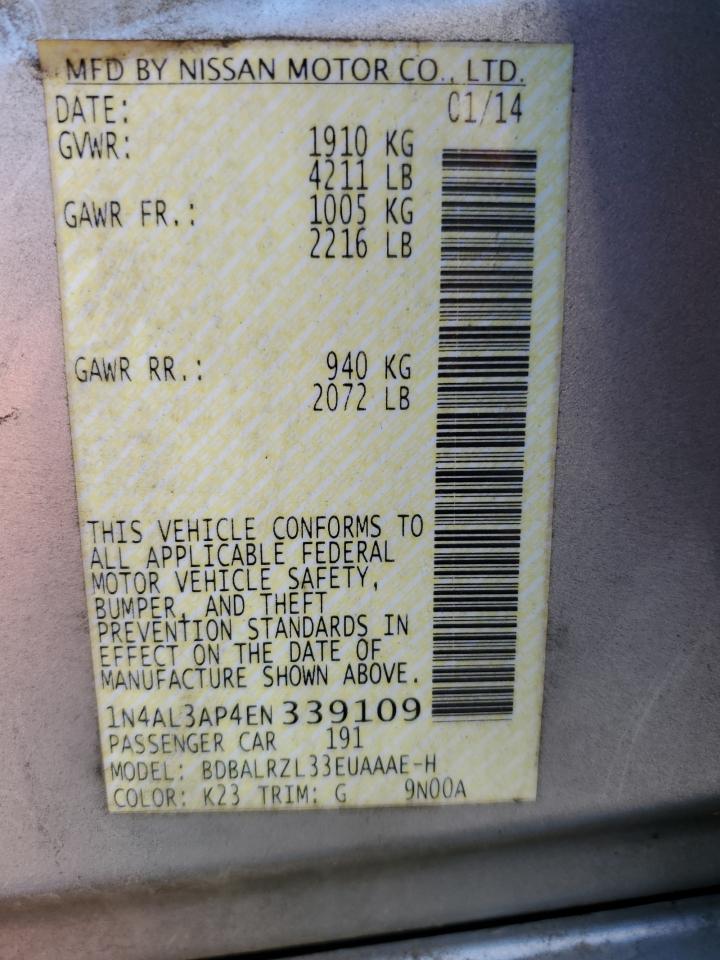 MFD BY NISSAN MOTOR CO., LTD.
DATE: 01/14
GVWR: 1910 KG
4211 LB
GAWR FR.: 1005 KG
2216 LB
GAWR RR.: 940 KG
2072 LB
THIS VEHICLE CONFORMS TO
ALL APPLICABLE FEDERAL
MOTOR VEHICLE SAFETY,
BUMPER, AND THEFT
PREVENTION STANDARDS IN
EFFECT ON THE DATE OF
MANUFACTURE SHOWN ABOVE.
1N4AL3AP4EN 339109
PASSENGER CAR 191
MODEL: BDBALRZL33EUAAAE-H
COLOR: K23 TRIM: G 9N00A